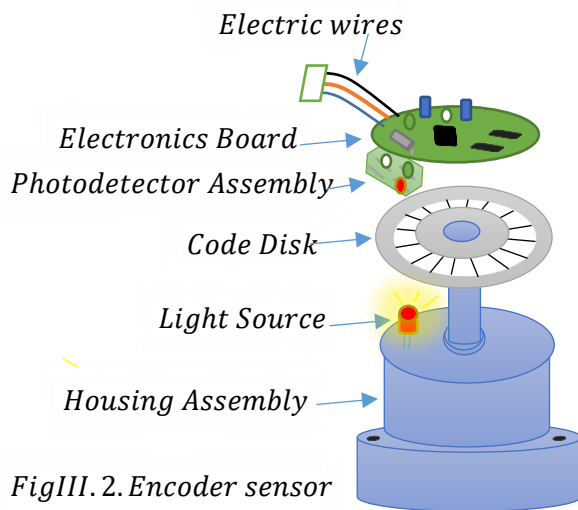 Electric wires
Electronics Board
Photodetector Assembly
Code Disk
Light Source
Housing Assembly
FigIII.2.Encoder sensor